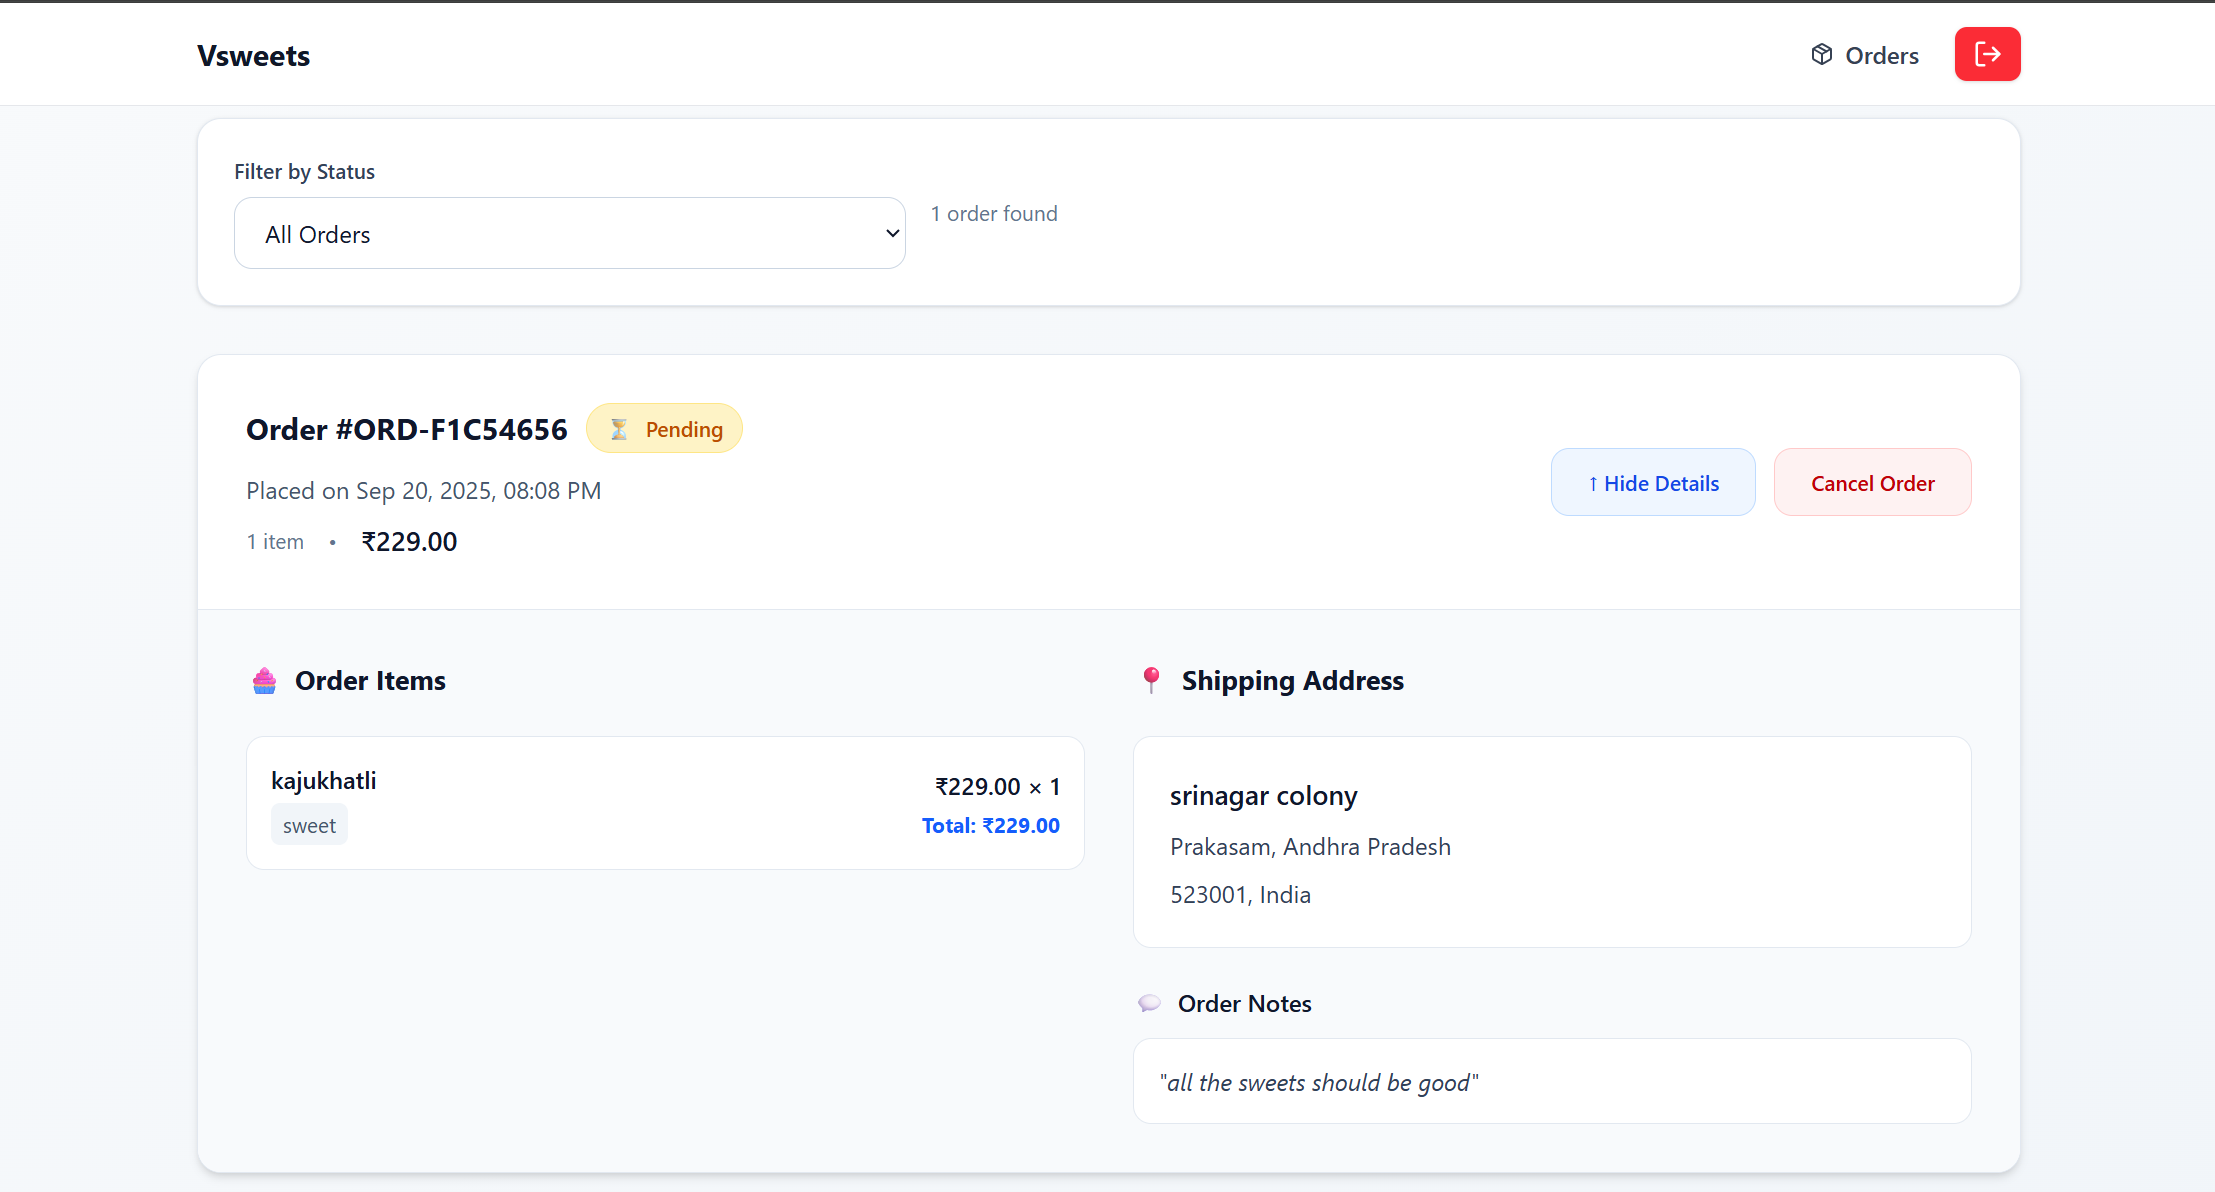 Vsweets
Orders
Filter by Status
All Orders
1 order found
Order #ORD-F1C54656
Pending
Placed on Sep 20, 2025, 08:08 PM
1 item • ₹229.00
↑ Hide Details
Cancel Order
Order Items
kajukhatli
sweet
₹229.00 × 1
Total: ₹229.00
Shipping Address
srinagar colony
Prakasam, Andhra Pradesh
523001, India
Order Notes
"all the sweets should be good"